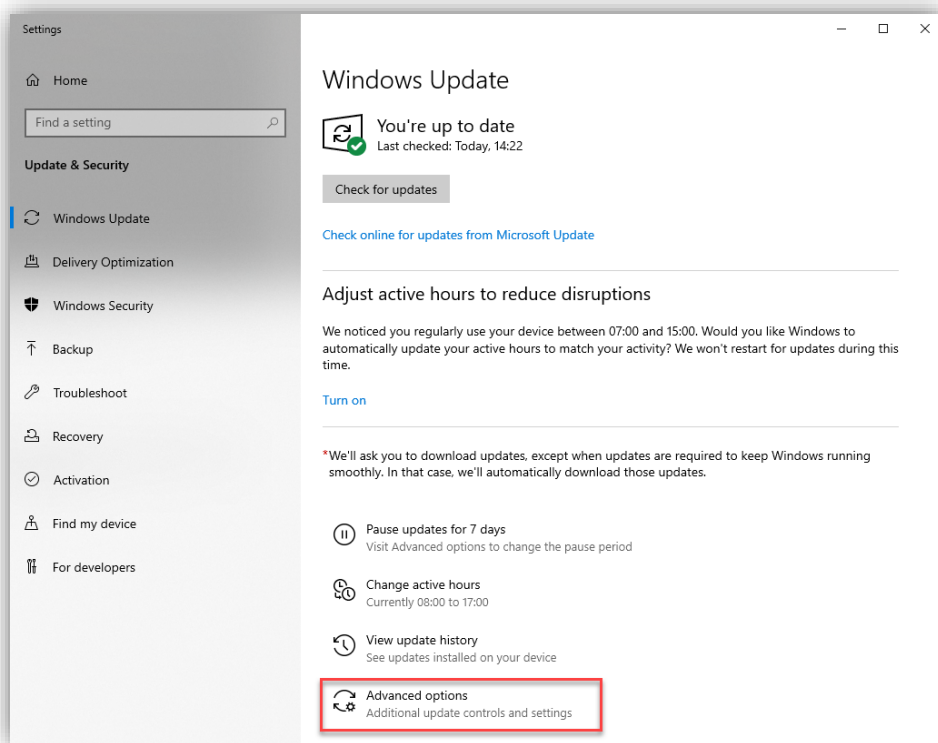 Settings
Home
Find a setting
Update & Security
Windows Update
Delivery Optimization
Windows Security
Backup
Troubleshoot
Recovery
Activation
Find my device
For developers
Windows Update
You're up to date
Last checked: Today, 14:22
Check for updates
Check online for updates from Microsoft Update
Adjust active hours to reduce disruptions
We noticed you regularly use your device between 07:00 and 15:00. Would you like Windows to
automatically update your active hours to match your activity? We won't restart for updates during this
time.
Turn on
*We'll ask you to download updates, except when updates are required to keep Windows running
smoothly. In that case, we'll automatically download those updates.
Pause updates for 7 days
Visit Advanced options to change the pause period
Change active hours
Currently 08:00 to 17:00
View update history
See updates installed on your device
Advanced options
Additional update controls and settings